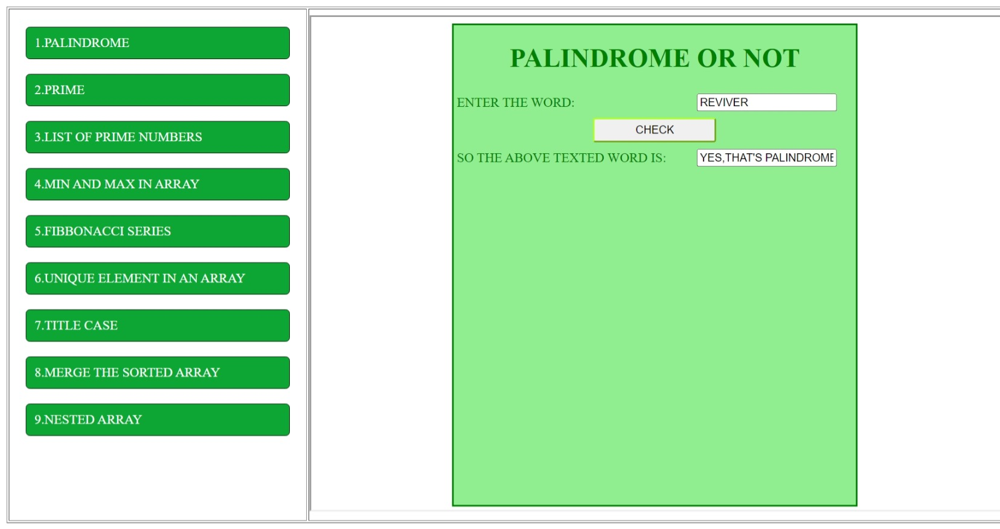 1.PALINDROME
2.PRIME
3.LIST OF PRIME NUMBERS
4.MIN AND MAX IN ARRAY
5.FIBBONACCI SERIES
6.UNIQUE ELEMENT IN AN ARRAY
7.TITLE CASE
8.MERGE THE SORTED ARRAY
9.NESTED ARRAY
PALINDROME OR NOT
ENTER THE WORD: REVIVER
CHECK
SO THE ABOVE TEXTED WORD IS: YES,THAT'S PALINDROME